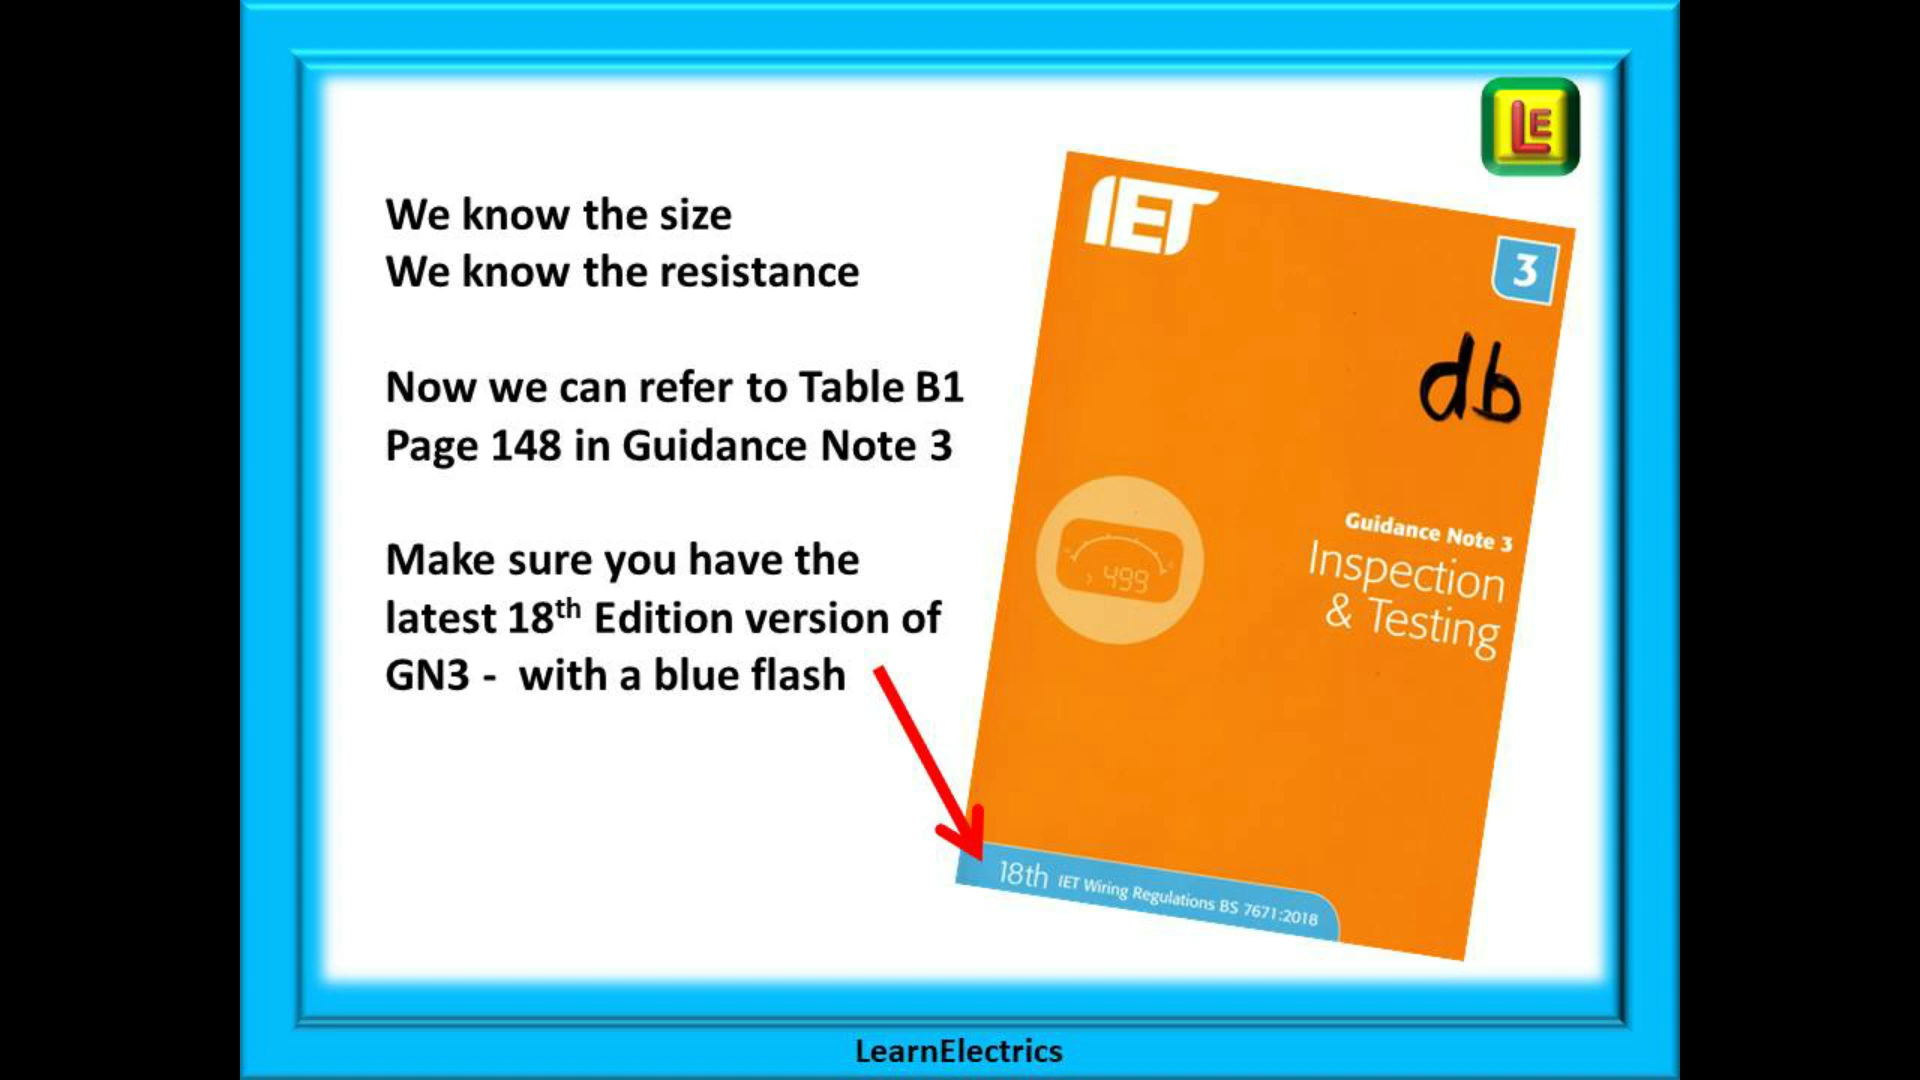 We know the size
We know the resistance
Now we can refer to Table B1
Page 148 in Guidance Note 3
Make sure you have the
latest 18th Edition version of
GN3 - with a blue flash
LE
IET
3
db
499
Guidance Note 3
Inspection
& Testing
18th IET Wiring Regulations BS 7671:2018
LearnElectrics